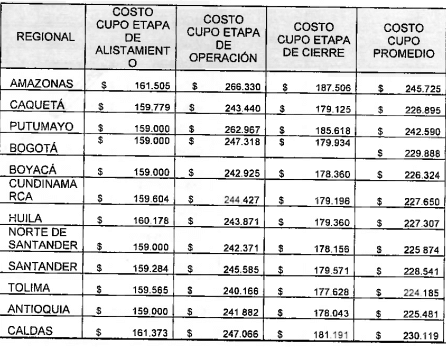 REGIONAL COSTO CUPO ETAPA DE ALISTAMIENTO COSTO CUPO ETAPA DE OPERACIÓN COSTO CUPO ETAPA DE CIERRE COSTO CUPO PROMEDIO
AMAZONAS $ 161.505 $ 266.330 $ 187.506 $ 245.725
CAQUETÁ $ 159.779 $ 243.440 $ 179.125 $ 226.895
PUTUMAYO $ 159.000 $ 262.967 $ 185.618 $ 242.590
BOGOTÁ $ 159.000 $ 247.318 $ 179.934 $ 229.888
BOYACÁ $ 159.000 $ 242.925 $ 178.360 $ 226.324
CUNDINAMARCA $ 159.604 $ 244.427 $ 179.196 $ 227.650
HUILA $ 160.178 $ 243.871 $ 179.360 $ 227.307
NORTE DE SANTANDER $ 159.000 $ 242.371 $ 178.156 $ 225.874
SANTANDER $ 159.284 $ 245.585 $ 179.571 $ 228.541
TOLIMA $ 159.565 $ 240.166 $ 177.628 $ 224.185
ANTIOQUIA $ 159.000 $ 241.882 $ 178.043 $ 225.481
CALDAS $ 161.373 $ 247.066 $ 181.191 $ 230.119